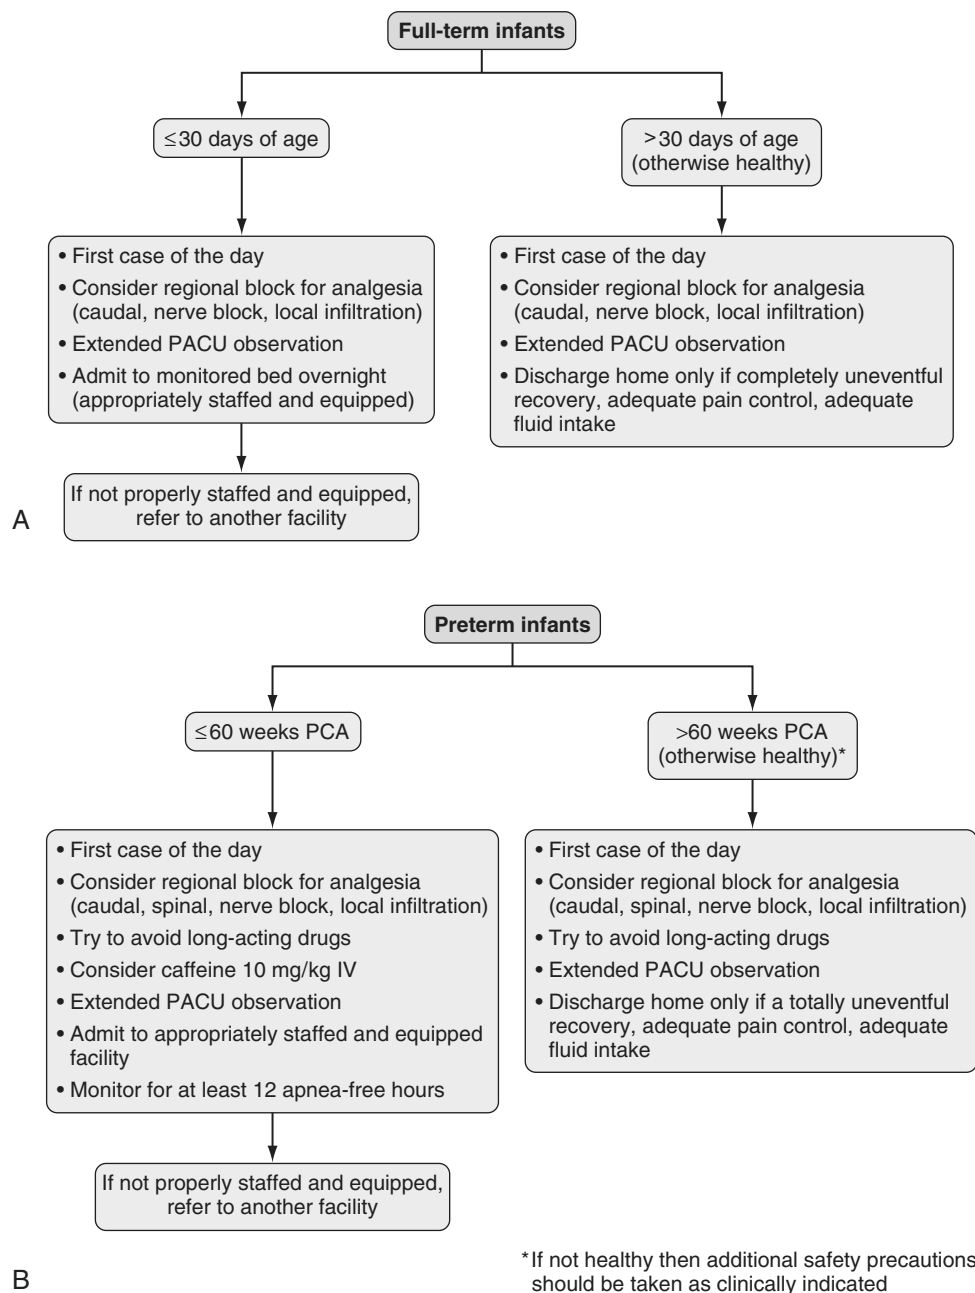 Full-term infants
≤30 days of age
>30 days of age
(otherwise healthy)
• First case of the day
• Consider regional block for analgesia
(caudal, nerve block, local infiltration)
• Extended PACU observation
• Admit to monitored bed overnight
(appropriately staffed and equipped)
• First case of the day
• Consider regional block for analgesia
(caudal, nerve block, local infiltration)
• Extended PACU observation
• Discharge home only if completely uneventful
recovery, adequate pain control, adequate
fluid intake
If not properly staffed and equipped,
refer to another facility
A
Preterm infants
≤60 weeks PCA
>60 weeks PCA
(otherwise healthy)*
• First case of the day
• Consider regional block for analgesia
(caudal, spinal, nerve block, local infiltration)
• Try to avoid long-acting drugs
• Consider caffeine 10 mg/kg IV
• Extended PACU observation
• Admit to appropriately staffed and equipped
facility
• Monitor for at least 12 apnea-free hours
• First case of the day
• Consider regional block for analgesia
(caudal, spinal, nerve block, local infiltration)
• Try to avoid long-acting drugs
• Extended PACU observation
• Discharge home only if a totally uneventful
recovery, adequate pain control, adequate
fluid intake
If not properly staffed and equipped,
refer to another facility
B
*If not healthy then additional safety precautions
should be taken as clinically indicated